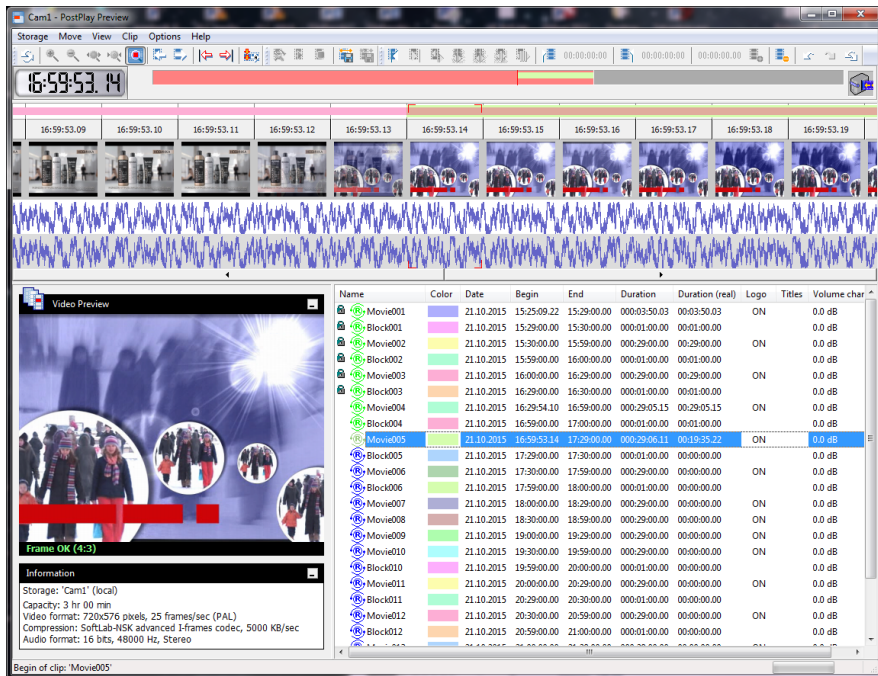 Cam1 - PostPlay Preview
Storage Move View Clip Options Help
00:00:00:00 00:00:00:00 00:00:00.00
16:59:53. 14
16:59:53.09 16:59:53.10 16:59:53.11 16:59:53.12 16:59:53.13 16:59:53.14 16:59:53.15 16:59:53.16 16:59:53.17 16:59:53.18 16:59:53.19
Video Preview
Frame OK (4:3)
Information
Storage: 'Cam1' (local)
Capacity: 3 hr 00 min
Video format: 720x576 pixels, 25 frames/sec (PAL)
Compression: SoftLab-NSK advanced I-frames codec, 5000 KB/sec
Audio format: 16 bits, 48000 Hz, Stereo
Name Color Date Begin End Duration Duration (real) Logo Titles Volume char
Movie001 21.10.2015 15:25:09.22 15:29:00.00 000:03:50.03 00:03:50.03 ON 0.0 dB
Block001 21.10.2015 15:29:00.00 15:30:00.00 000:01:00.00 00:01:00.00 0.0 dB
Movie002 21.10.2015 15:30:00.00 15:59:00.00 000:29:00.00 00:29:00.00 ON 0.0 dB
Block002 21.10.2015 15:59:00.00 16:00:00.00 000:01:00.00 00:01:00.00 0.0 dB
Movie003 21.10.2015 16:00:00.00 16:29:00.00 000:29:00.00 00:29:00.00 ON 0.0 dB
Block003 21.10.2015 16:29:00.00 16:30:00.00 000:01:00.00 00:01:00.00 0.0 dB
Movie004 21.10.2015 16:29:54.10 16:59:00.00 000:29:05.15 00:29:05.15 ON 0.0 dB
Block004 21.10.2015 16:59:00.00 17:00:00.00 000:01:00.00 00:01:00.00 0.0 dB
Movie005 21.10.2015 16:59:53.14 17:29:00.00 000:29:06.11 00:19:35.22 ON 0.0 dB
Block005 21.10.2015 17:29:00.00 17:30:00.00 000:01:00.00 00:00:00.00 0.0 dB
Movie006 21.10.2015 17:30:00.00 17:59:00.00 000:29:00.00 00:00:00.00 ON 0.0 dB
Block006 21.10.2015 17:59:00.00 18:00:00.00 000:01:00.00 00:00:00.00 0.0 dB
Movie007 21.10.2015 18:00:00.00 18:29:00.00 000:29:00.00 00:00:00.00 ON 0.0 dB
Movie008 21.10.2015 18:30:00.00 18:59:00.00 000:29:00.00 00:00:00.00 ON 0.0 dB
Movie009 21.10.2015 19:00:00.00 19:29:00.00 000:29:00.00 00:00:00.00 ON 0.0 dB
Movie010 21.10.2015 19:30:00.00 19:59:00.00 000:29:00.00 00:00:00.00 ON 0.0 dB
Block010 21.10.2015 19:59:00.00 20:00:00.00 000:01:00.00 00:00:00.00 0.0 dB
Movie011 21.10.2015 20:00:00.00 20:29:00.00 000:29:00.00 00:00:00.00 ON 0.0 dB
Block011 21.10.2015 20:29:00.00 20:30:00.00 000:01:00.00 00:00:00.00 0.0 dB
Movie012 21.10.2015 20:30:00.00 20:59:00.00 000:29:00.00 00:00:00.00 ON 0.0 dB
Block012 21.10.2015 20:59:00.00 21:00:00.00 000:01:00.00 00:00:00.00 0.0 dB
Begin of clip: 'Movie005'